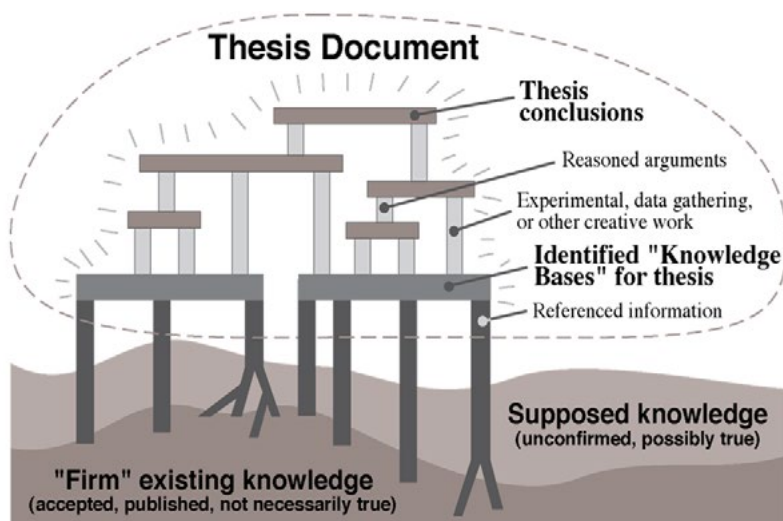 Thesis Document
Thesis
conclusions
Reasoned arguments
Experimental, data gathering,
or other creative work
Identified "Knowledge
Bases" for thesis
Referenced information
Supposed knowledge
(unconfirmed, possibly true)
"Firm" existing knowledge
(accepted, published, not necessarily true)